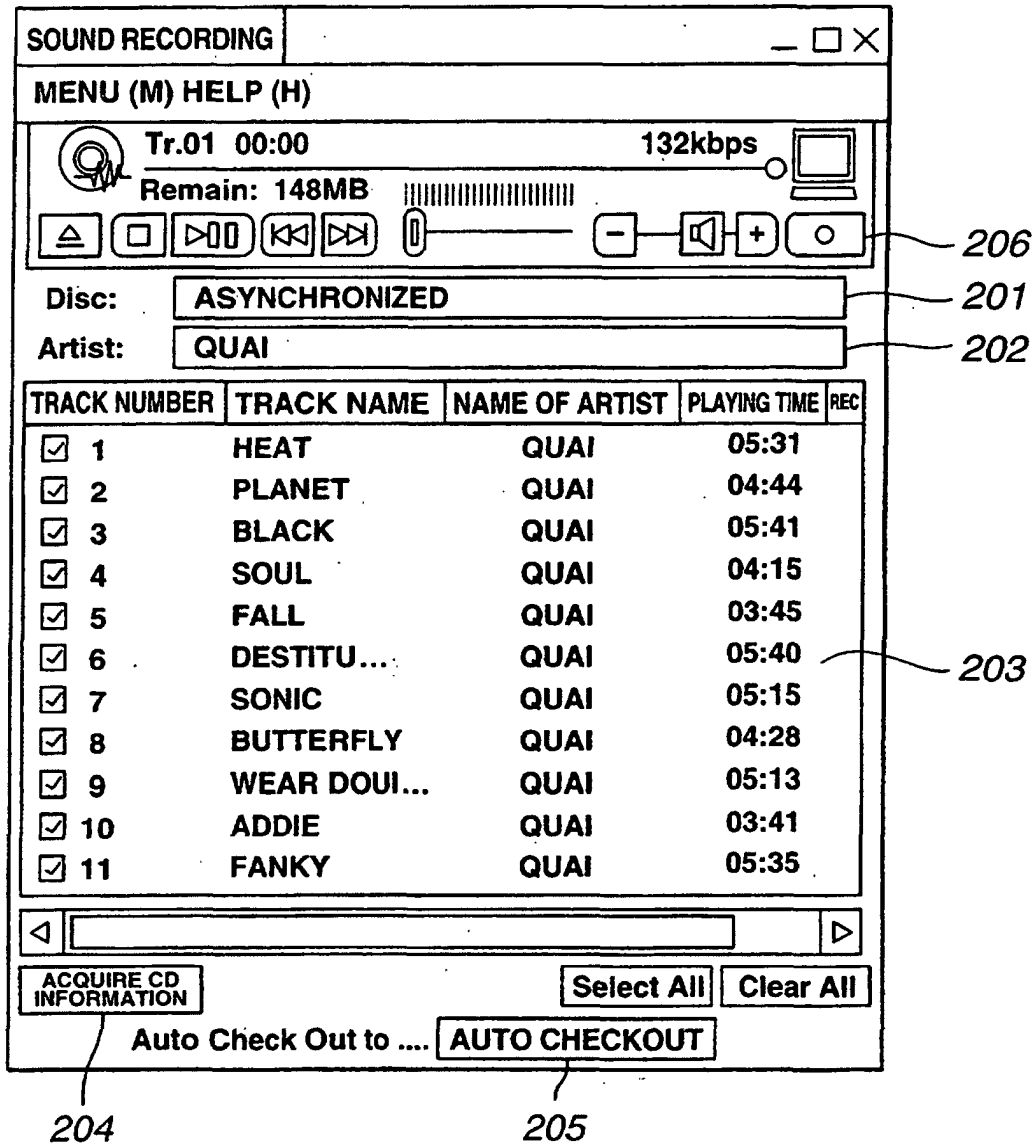 SOUND RECORDING
MENU (M) HELP (H)
Tr.01 00:00 132kbps
Remain: 148MB
206
Disc: ASYNCHRONIZED 201
Artist: QUAI 202
TRACK NUMBER TRACK NAME NAME OF ARTIST PLAYING TIME REC
1 HEAT QUAI 05:31
2 PLANET QUAI 04:44
3 BLACK QUAI 05:41
4 SOUL QUAI 04:15
5 FALL QUAI 03:45
6 DESTITU... QUAI 05:40 203
7 SONIC QUAI 05:15
8 BUTTERFLY QUAI 04:28
9 WEAR DOUI... QUAI 05:13
10 ADDIE QUAI 03:41
11 FANKY QUAI 05:35
ACQUIRE CD
INFORMATION
Select All Clear All
Auto Check Out to .... AUTO CHECKOUT
204 205